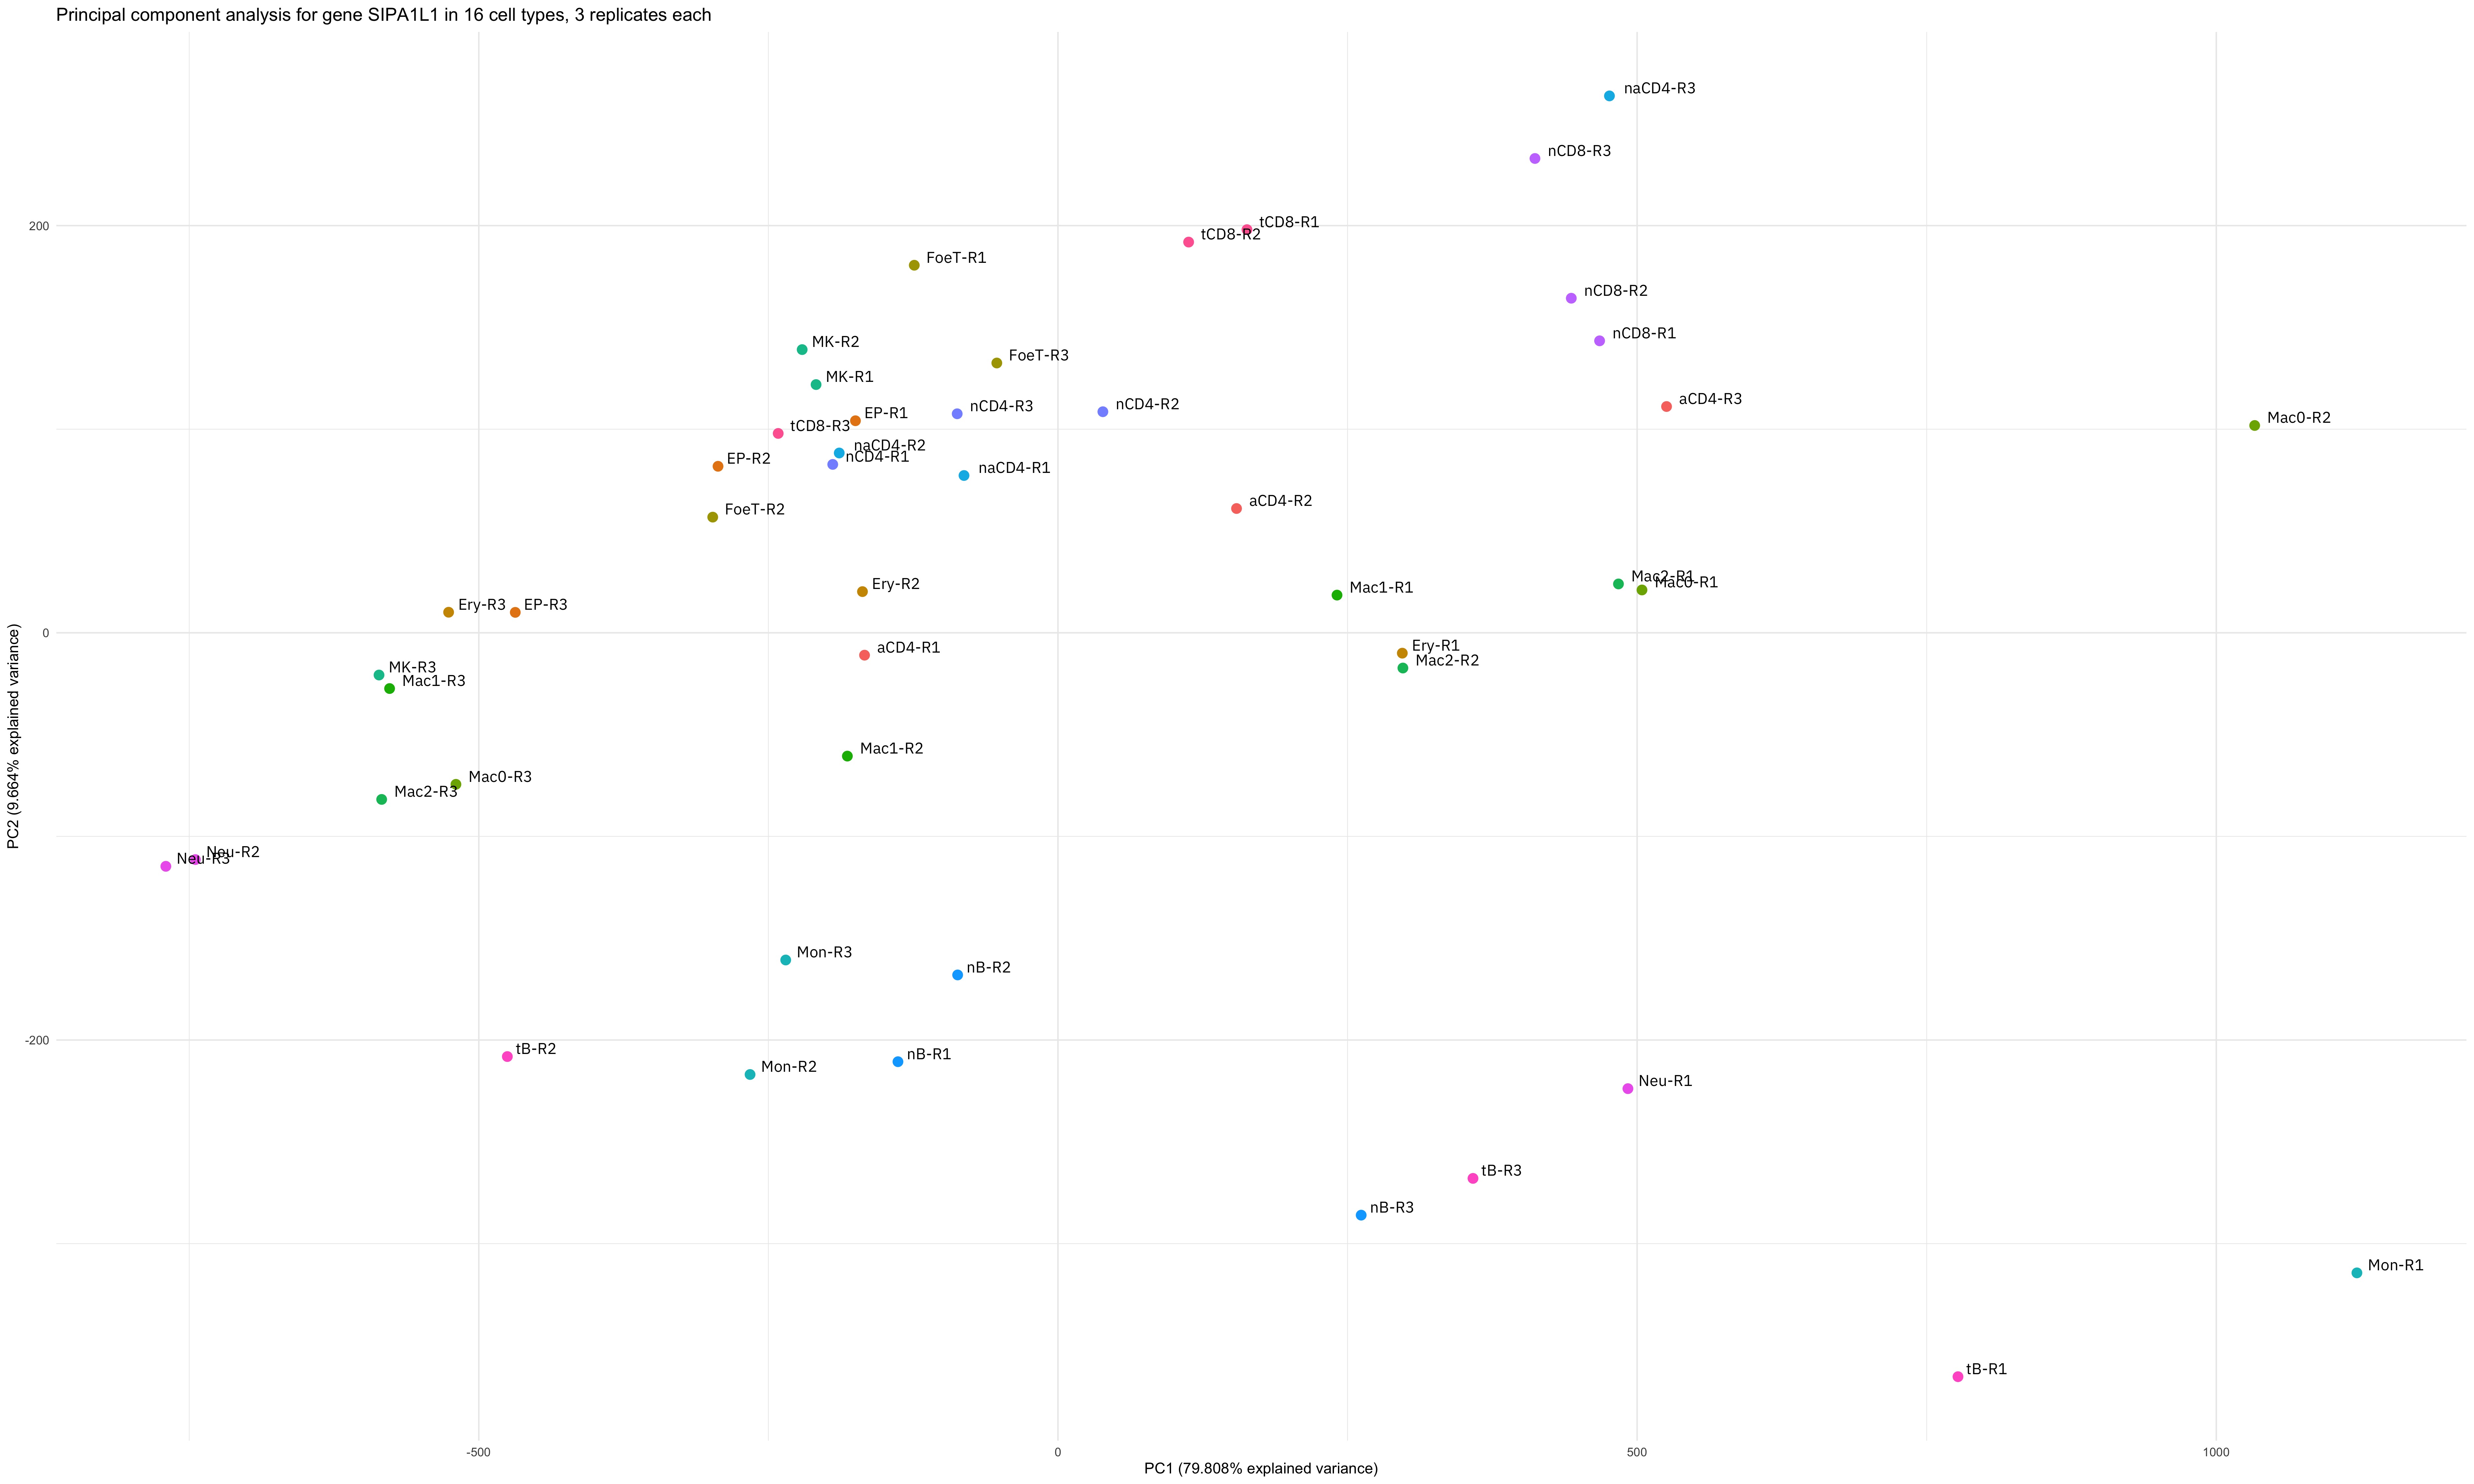 Principal component analysis for gene SIPA1L1 in 16 cell types, 3 replicates each
naCD4-R3
nCD8-R3
tCD8-R1
tCD8-R2
200
FoeT-R1
nCD8-R2
nCD8-R1
MK-R2
FoeT-R3
MK-R1
aCD4-R3
nCD4-R3
nCD4-R2
EP-R1
Mac0-R2
tCD8-R3
naCD4-R2
nCD4-R1
EP-R2
naCD4-R1
aCD4-R2
FoeT-R2
Mac2-R1
Mac0-R1
Ery-R2
Mac1-R1
Ery-R3
EP-R3
0
Ery-R1
aCD4-R1
Mac2-R2
MK-R3
Mac1-R3
PC2 (9.664% explained variance)
Mac1-R2
Mac0-R3
Mac2-R3
Neu-R2
Neu-R3
Mon-R3
nB-R2
-200
tB-R2
nB-R1
Mon-R2
Neu-R1
tB-R3
nB-R3
Mon-R1
tB-R1
-500
0
500
1000
PC1 (79.808% explained variance)